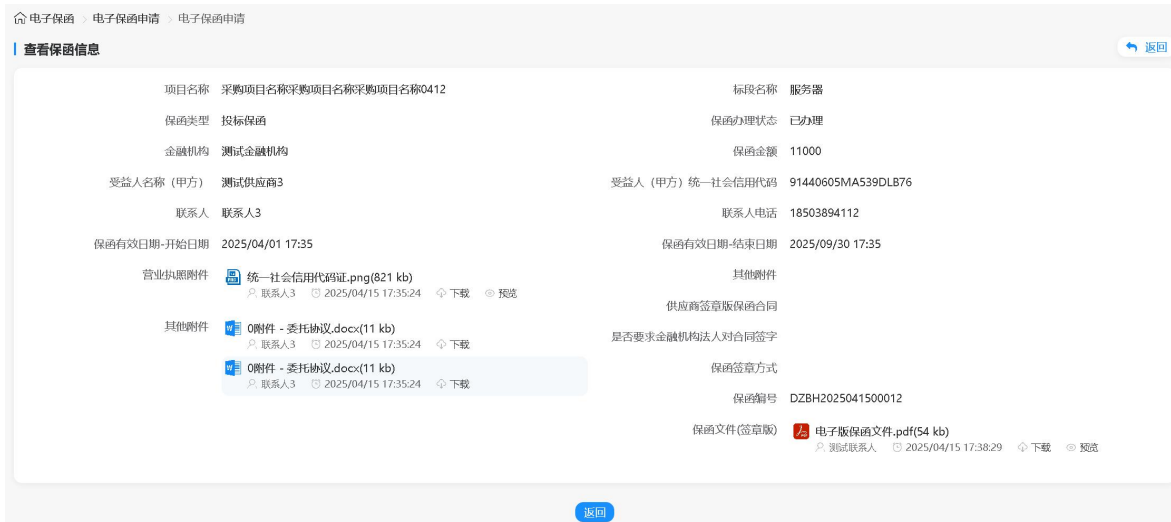 电子保函 > 电子保函申请 > 电子保函申请
查看保函信息
返回
项目名称 采购项目名称采购项目名称采购项目名称0412
标段名称 服务器
保函类型 投标保函
保函办理状态 已办理
金融机构 测试金融机构
保函金额 11000
受益人名称（甲方） 测试供应商3
受益人（甲方）统一社会信用代码 91440605MA539DLB76
联系人 联系人3
联系人电话 18503894112
保函有效日期-开始日期 2025/04/01 17:35
保函有效日期-结束日期 2025/09/30 17:35
营业执照附件 统一社会信用代码证.png(821 kb)
联系人3 2025/04/15 17:35:24 下载 预览
其他附件 0附件 - 委托协议.docx(11 kb)
联系人3 2025/04/15 17:35:24 下载
0附件 - 委托协议.docx(11 kb)
联系人3 2025/04/15 17:35:24 下载
其他附件
供应商签章版保函合同
是否要求金融机构法人对合同签字
保函签章方式
保函编号 DZBH2025041500012
保函文件(签章版) 电子版保函文件.pdf(54 kb)
测试联系人 2025/04/15 17:38:29 下载 预览
返回